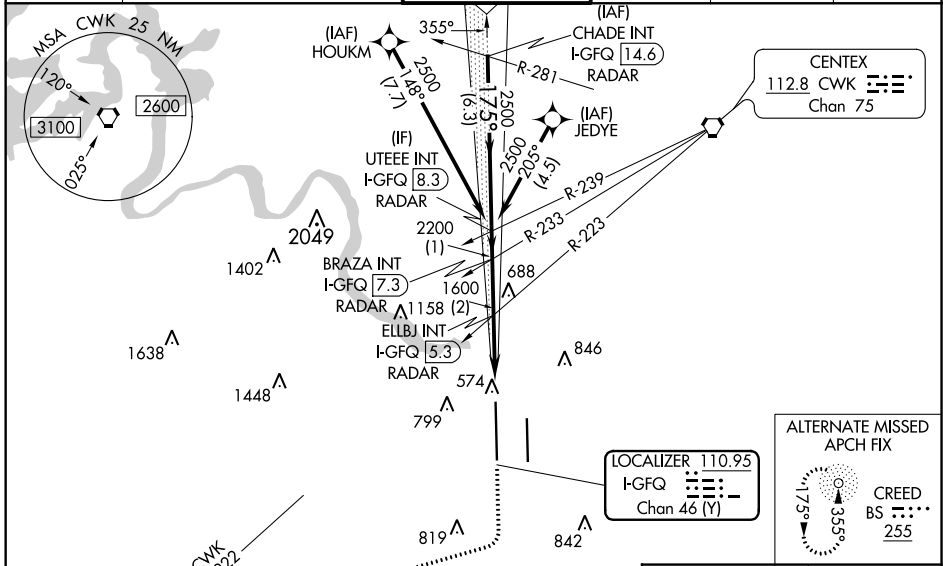 MSA CWK 25 NM
120°
2600
3100
025°
(IAF)
HOUKM
2500
148°
(7.7)
355°
175°
(6.3)
2500
(IAF)
CHADE INT
I-GFQ 14.6
RADAR
R-281
(IAF)
JEDYE
2500
205°
(4.5)
CENTEX
112.8 CWK
Chan 75
(IF)
UTEEE INT
I-GFQ 8.3
RADAR
R-239
R-233
R-223
2200
(1)
2049
1402
BRAZA INT
I-GFQ 7.3
RADAR
1600
(2)
688
1158
ELLBJ INT
I-GFQ 5.3
RADAR
1638
846
1448
574
799
LOCALIZER 110.95
I-GFQ
Chan 46 (Y)
ALTERNATE MISSED
APCH FIX
175°
355°
CREED
BS
255
819
842
CWK